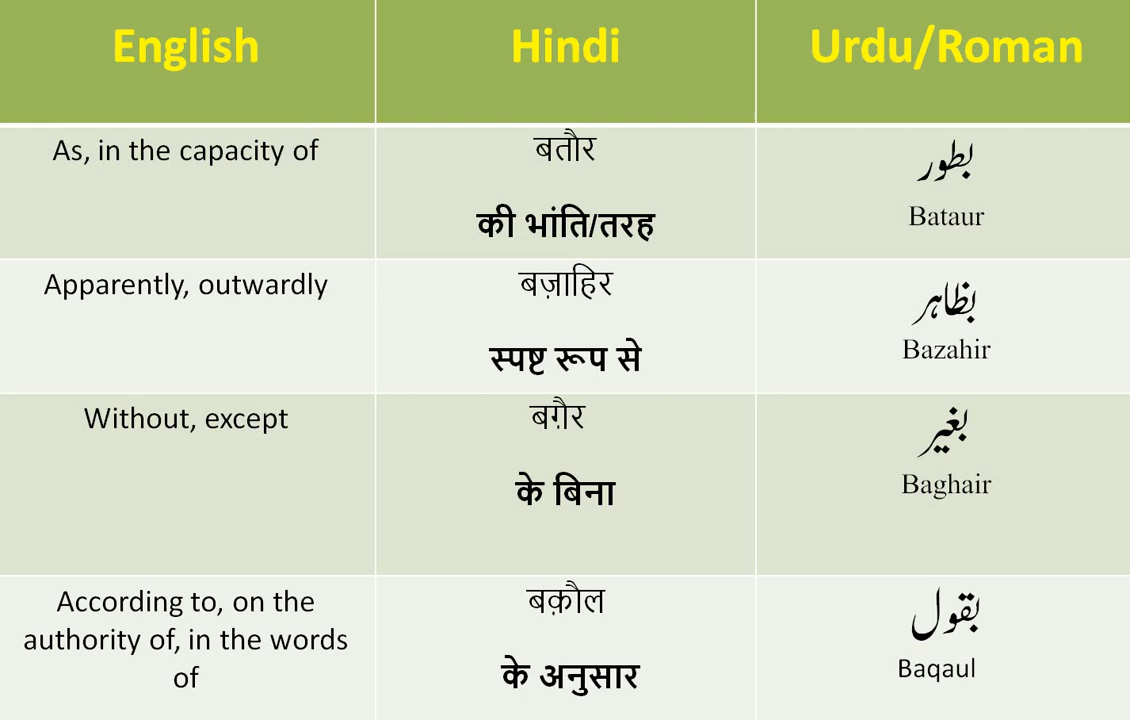 English Hindi Urdu/Roman
As, in the capacity of
बतौर
की भांति/तरह
بطور
Bataur
Apparently, outwardly
बज़ाहिर
स्पष्ट रूप से
بظاہر
Bazahir
Without, except
बग़ैर
के बिना
بغیر
Baghair
According to, on the
authority of, in the words
of
बक़ौल
के अनुसार
بقول
Baqaul